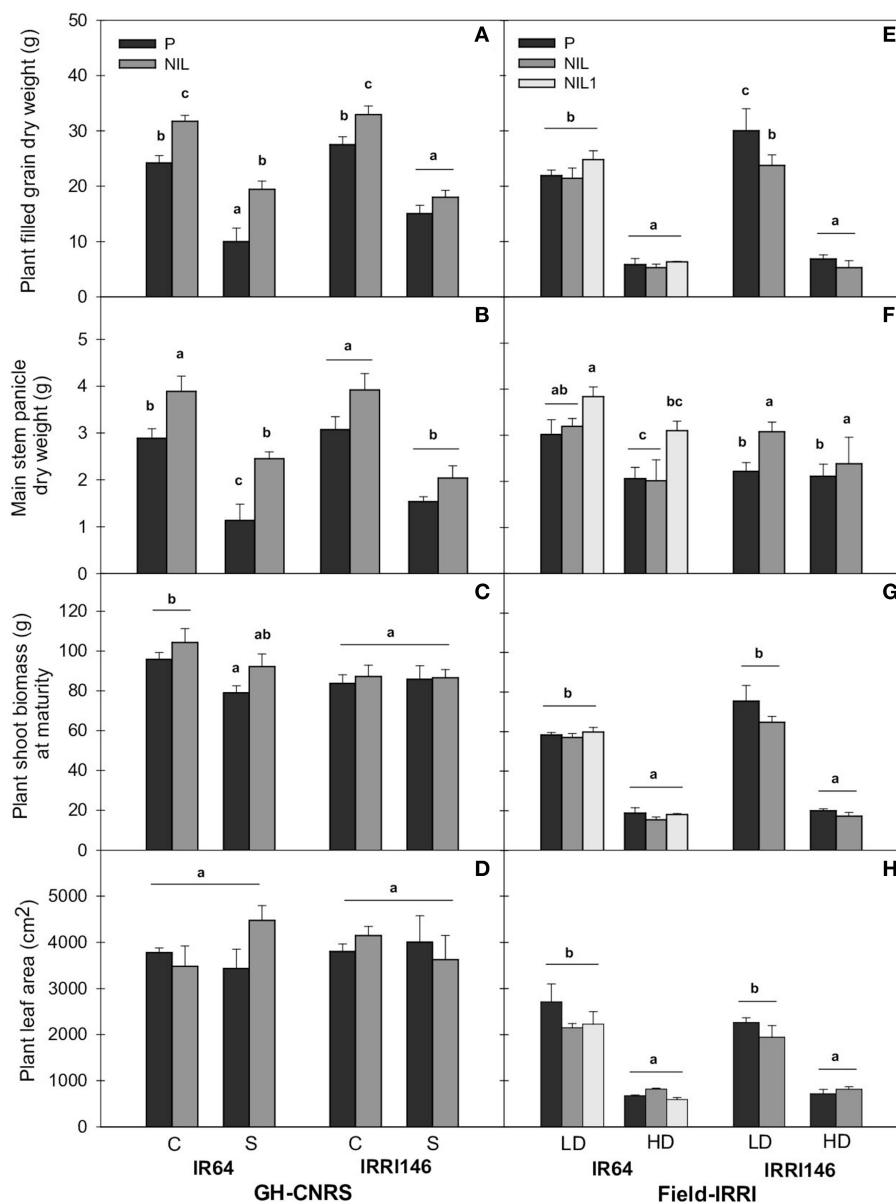 Plant filled grain dry weight (g)
50
40
30
20
10
0
P
NIL
A
b
c
a
b
b
c
a
P
NIL
NIL1
E
b
a
c
b
a
Main stem panicle
dry weight (g)
5
4
3
2
1
0
B
b
a
c
b
a
b
F
ab
a
c
bc
b
a
b
a
Plant shoot biomass (g)
at maturity
120
100
80
60
40
20
0
C
b
a
ab
a
G
b
a
b
a
Plant leaf area (cm2)
5000
4000
3000
2000
1000
0
D
a
a
H
b
a
b
a
C S C S LD HD LD HD
IR64 IRRI146 IR64 IRRI146
GH-CNRS Field-IRRI